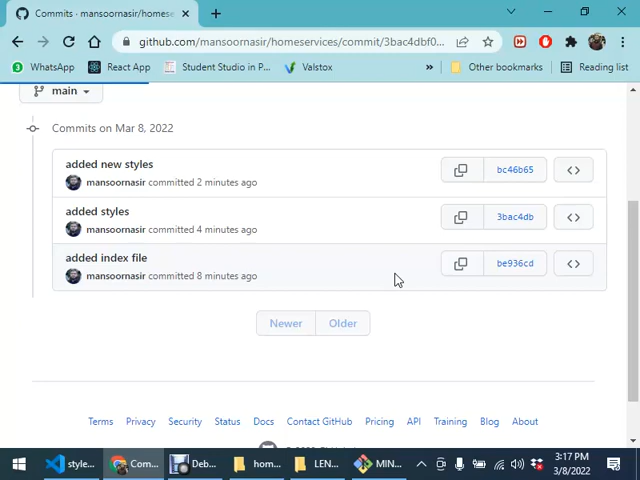 Commits · mansoornasir/homese
github.com/mansoornasir/homeservices/commit/3bac4dbf0...
WhatsApp
React App
Student Studio in P...
Valstox
»
Other bookmarks
Reading list
main
Commits on Mar 8, 2022
added new styles
mansoornasir committed 2 minutes ago
bc46b65
added styles
mansoornasir committed 4 minutes ago
3bac4db
added index file
mansoornasir committed 8 minutes ago
be936cd
Newer
Older
Terms
Privacy
Security
Status
Docs
Contact GitHub
Pricing
API
Training
Blog
About
style...
Com...
Deb...
hom...
LEN...
MIN...
3:17 PM
3/8/2022